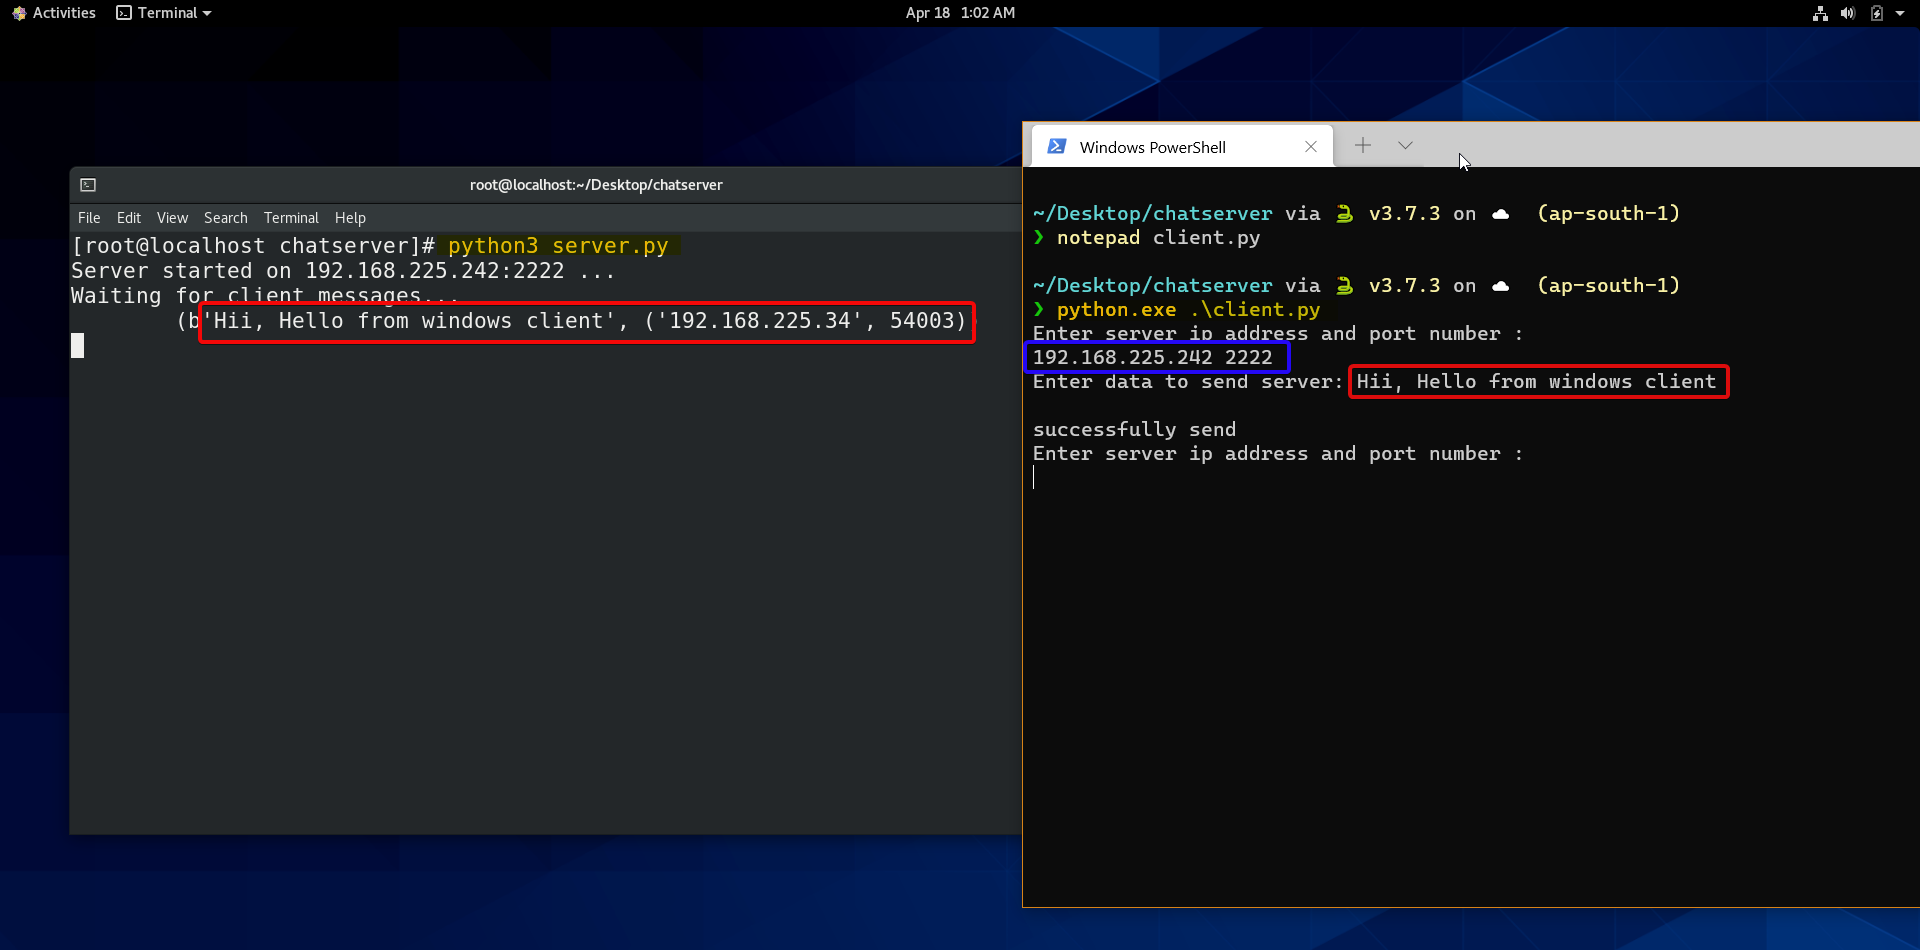 Activities Terminal Apr 18 1:02 AM
root@localhost:~/Desktop/chatserver
File Edit View Search Terminal Help
[root@localhost chatserver]# python3 server.py
Server started on 192.168.225.242:2222 ...
Waiting for client messages...
(b'Hii, Hello from windows client', ('192.168.225.34', 54003))
Windows PowerShell
~/Desktop/chatserver via v3.7.3 on (ap-south-1)
❯ notepad client.py
~/Desktop/chatserver via v3.7.3 on (ap-south-1)
❯ python.exe .\client.py
Enter server ip address and port number :
192.168.225.242 2222
Enter data to send server: Hii, Hello from windows client
successfully send
Enter server ip address and port number :